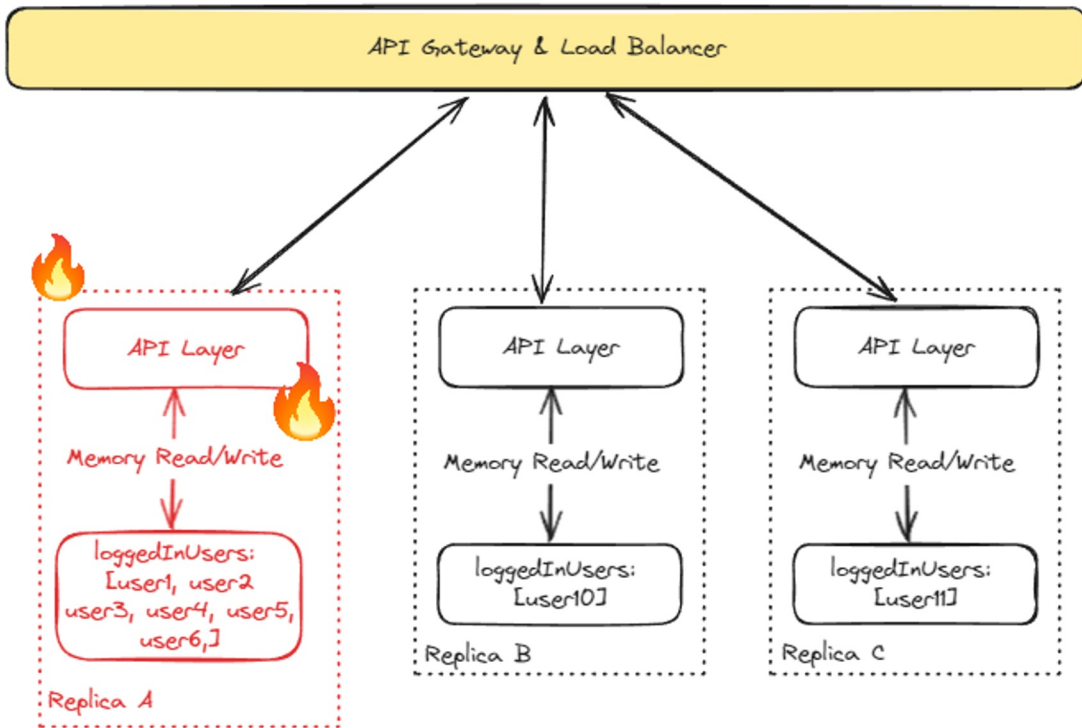 API Gateway & Load Balancer
API Layer
Memory Read/Write
loggedInUsers:
[user1, user2
user3, user4, user5,
user6,]
Replica A
API Layer
Memory Read/Write
loggedInUsers:
[user10]
Replica B
API Layer
Memory Read/Write
loggedInUsers:
[user11]
Replica C